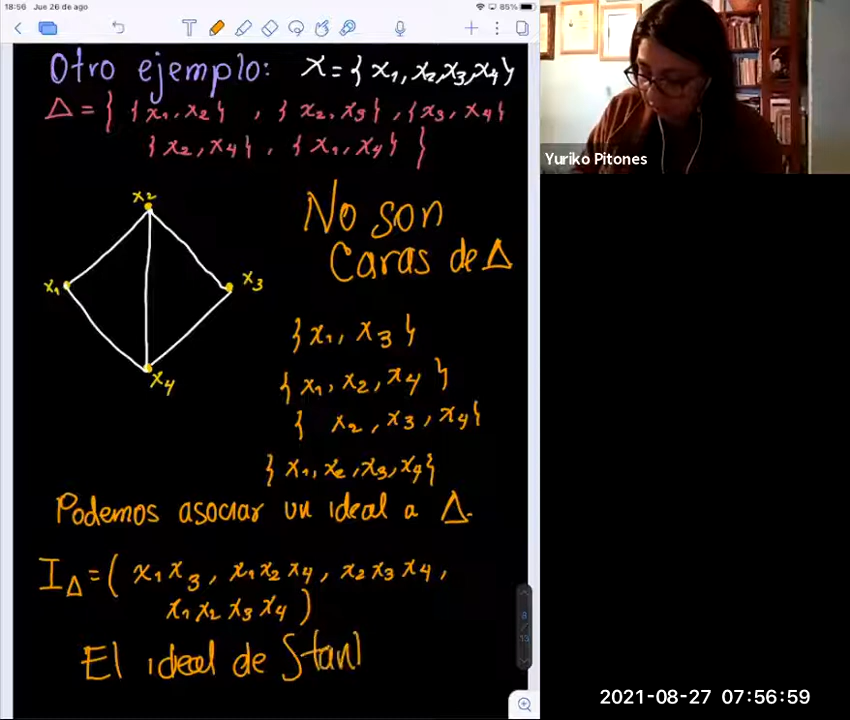 18:56 Jue 26 de ago
85%
Otro ejemplo: X = { x₁, x₂, x₃, x₄ }
Δ = { { x₁, x₂ } , { x₂, x₃ } , { x₃, x₄ }
{ x₂, x₄ } , { x₁, x₄ } }
x₂
x₁
x₃
x₄
No son
Caras de Δ
{ x₁, x₃ }
{ x₁, x₂, x₄ }
{ x₂, x₃, x₄ }
{ x₁, x₂, x₃, x₄ }
Podemos asociar un ideal a Δ.
I_Δ = ( x₁x₃ , x₁x₂x₄ , x₂x₃x₄ ,
x₁x₂x₃x₄ )
El ideal de Stanl
8
13
Yuriko Pitones
2021-08-27 07:56:59